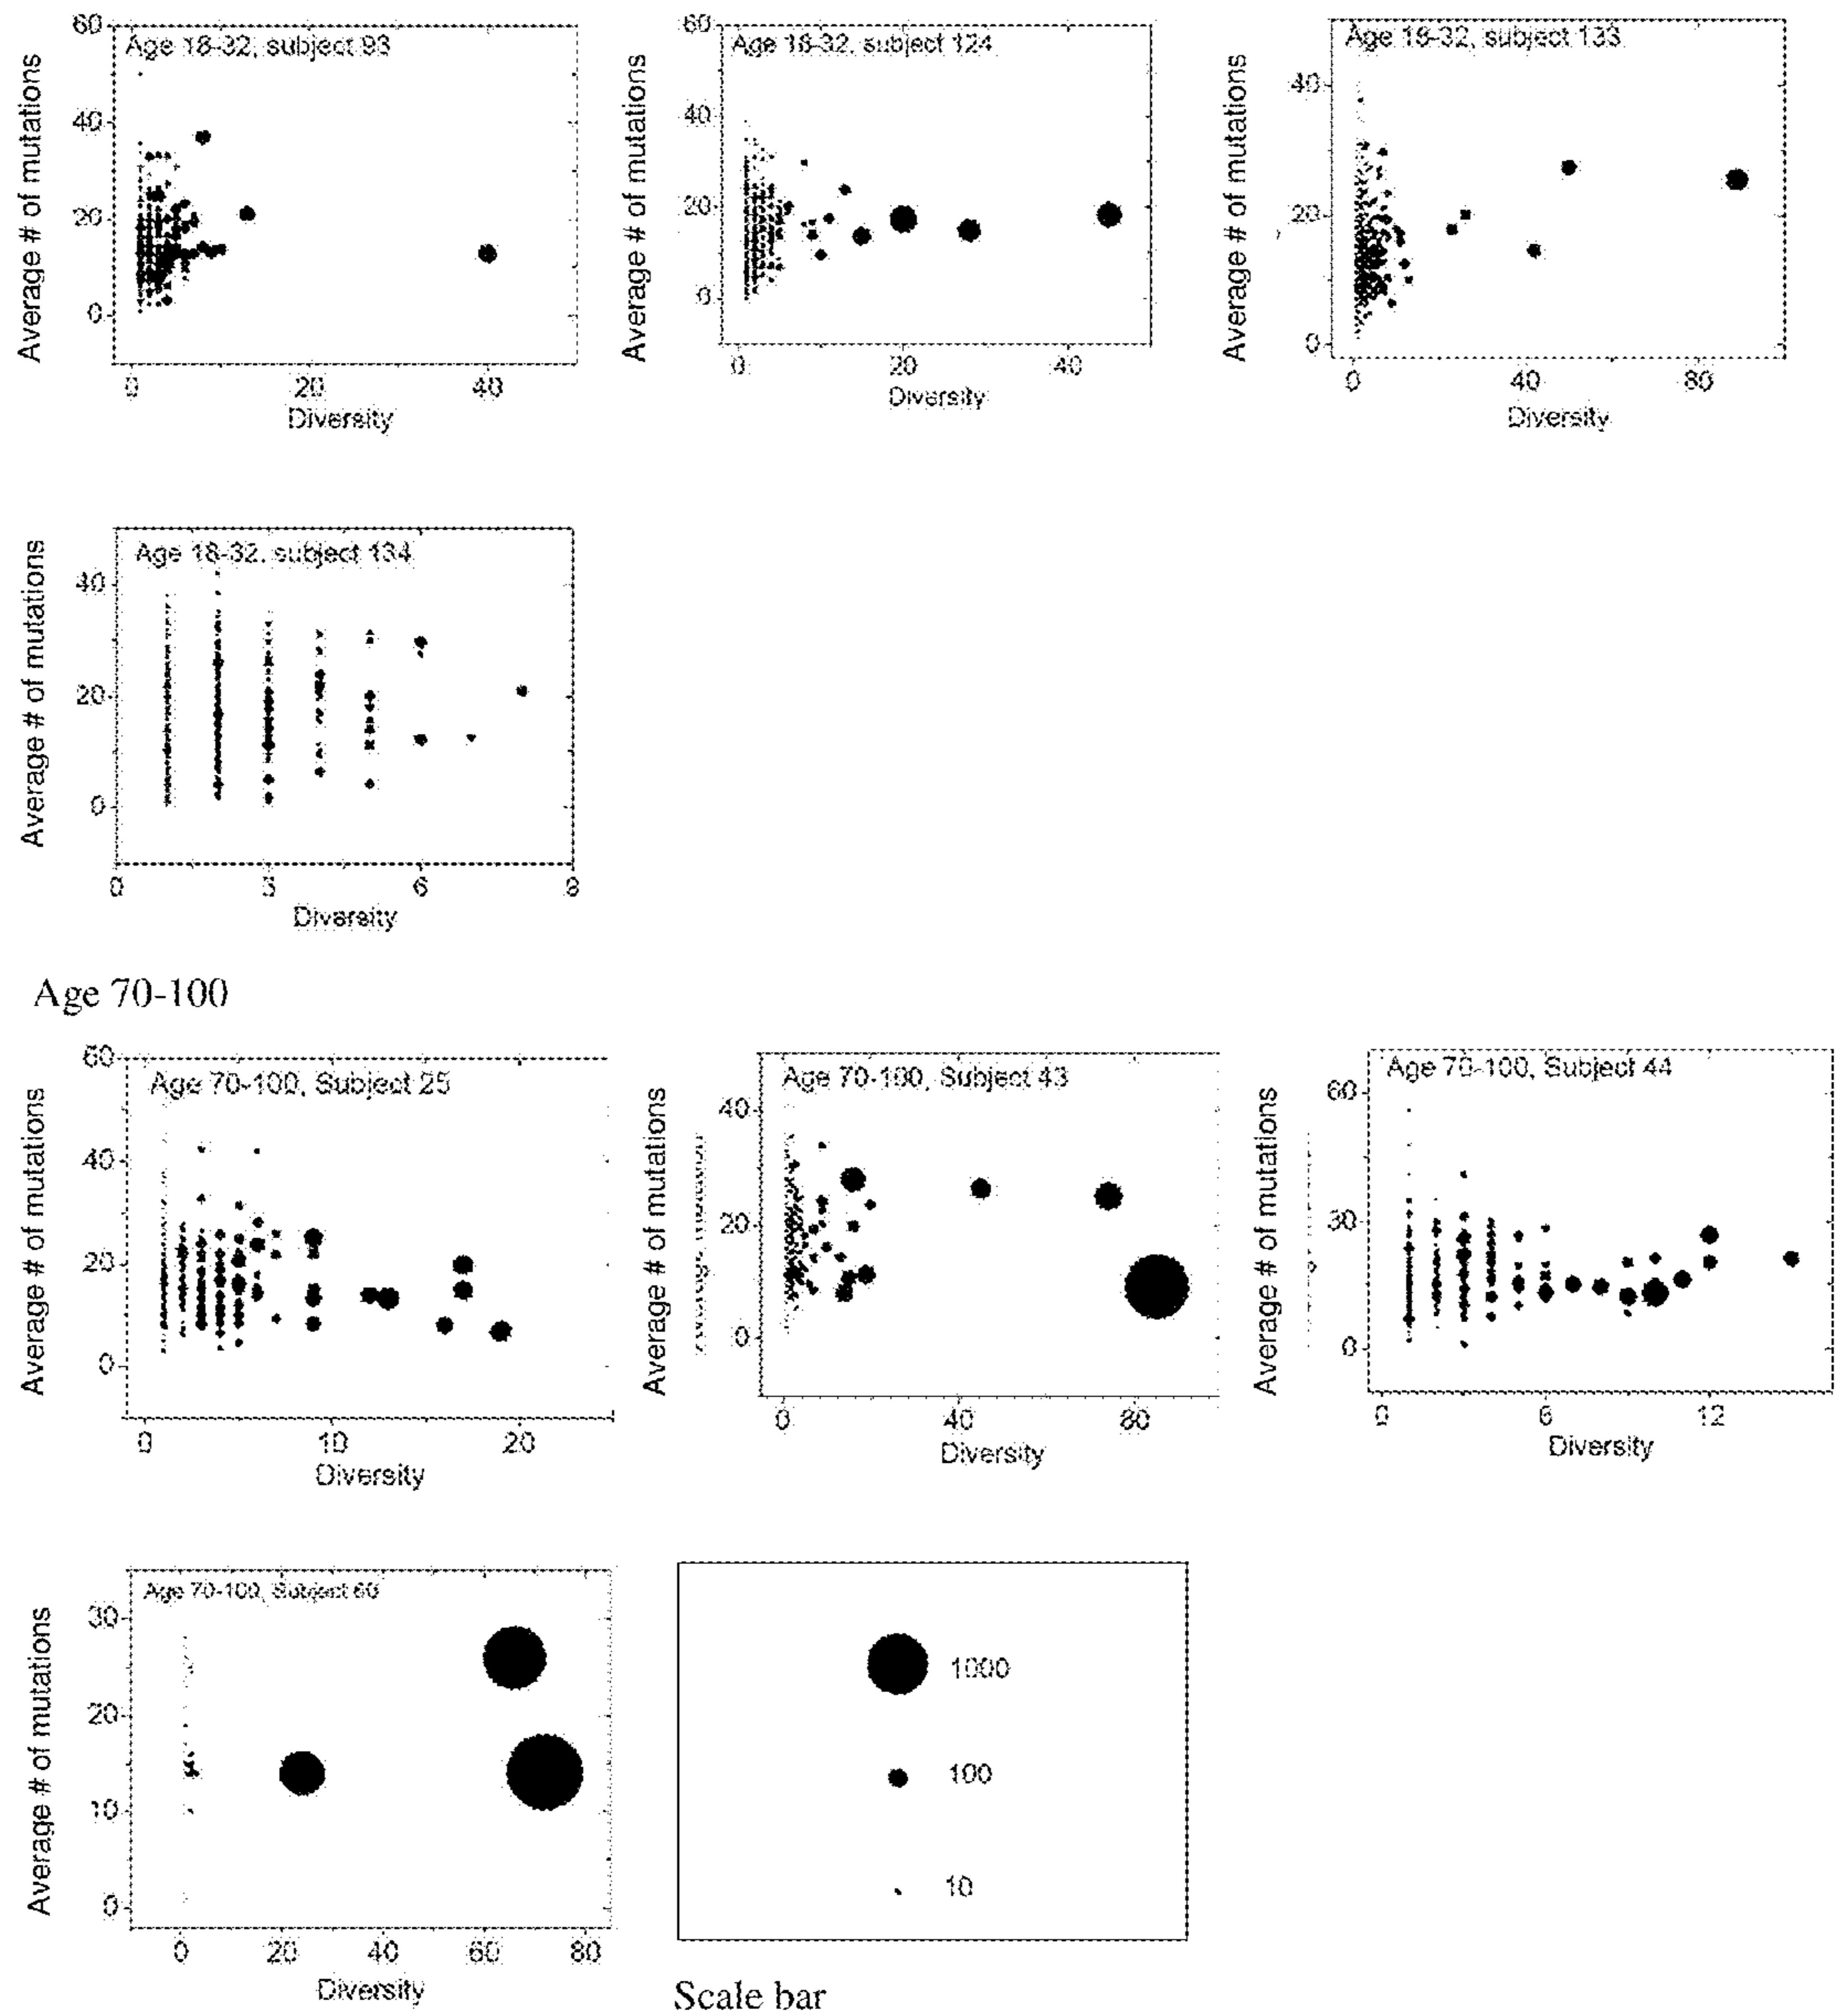 Age 18-32, subject 93
Average # of mutations
60
40
20
0
0 20 40
Diversity
Age 18-32, subject 124
Average # of mutations
60
40
20
0
0 20 40
Diversity
Age 18-32, subject 133
Average # of mutations
40
20
0
0 40 80
Diversity
Age 18-32, subject 134
Average # of mutations
40
20
0
0 3 6 8
Diversity
Age 70-100
Age 70-100, Subject 25
Average # of mutations
60
40
20
0
0 10 20
Diversity
Age 70-100, Subject 43
Average # of mutations
40
20
0
0 40 80
Diversity
Age 70-100, Subject 44
Average # of mutations
60
30
0
0 6 12
Diversity
Age 70-100, Subject 60
Average # of mutations
30
20
10
0
0 20 40 60 80
Diversity
1000
100
10
Scale bar